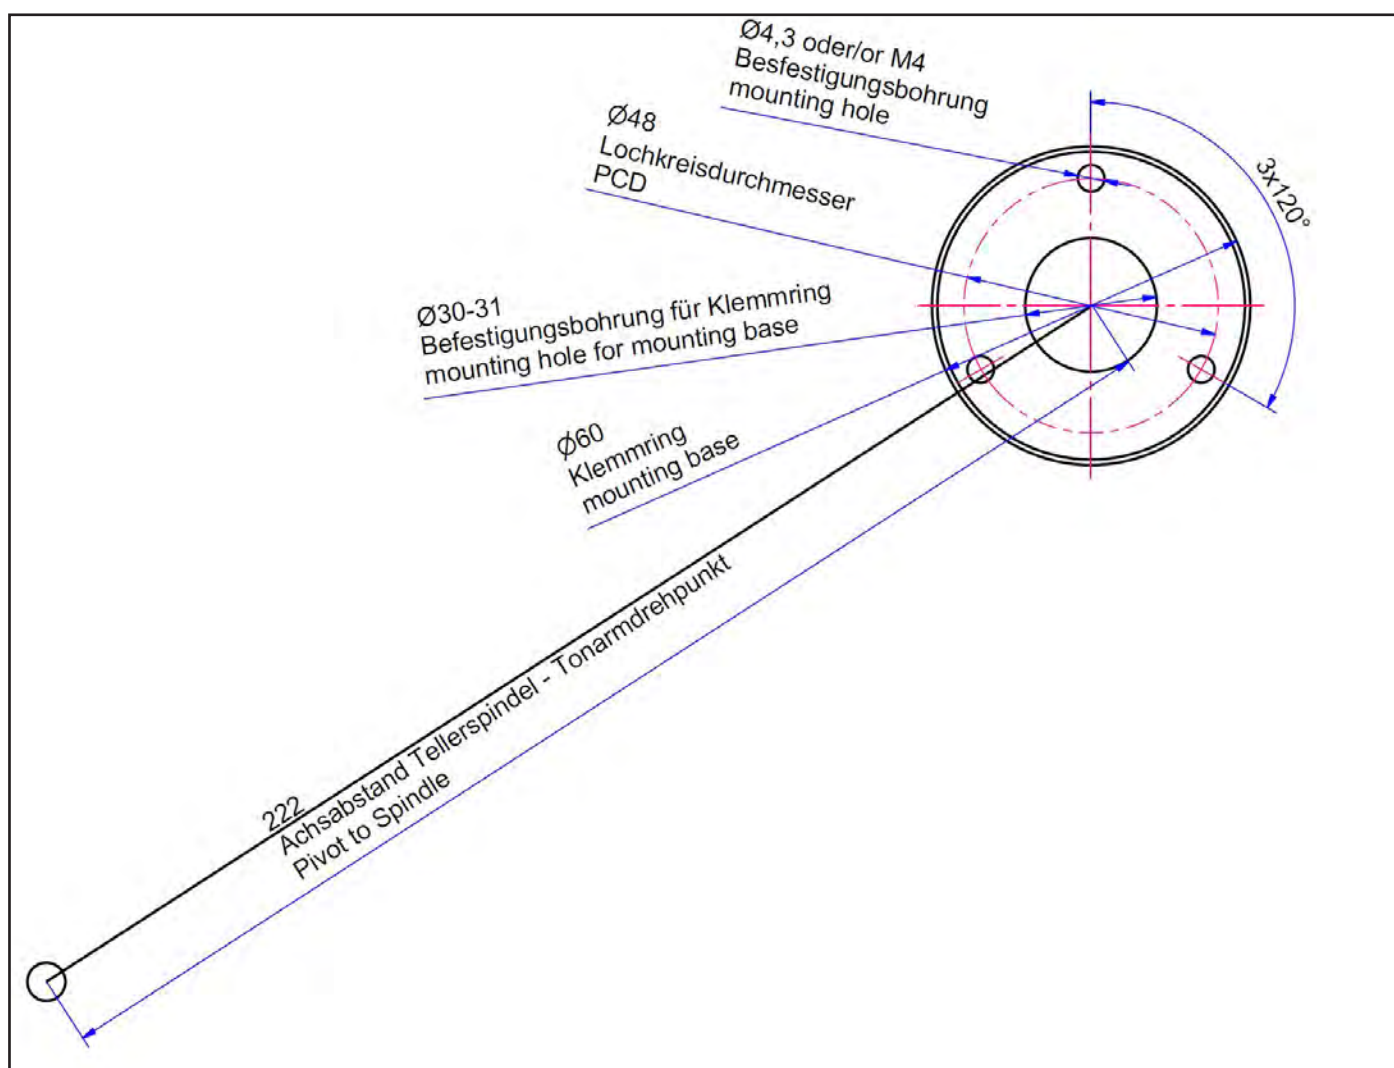 Ø4,3 oder/or M4
Besfestigungsbohrung
mounting hole
Ø48
Lochkreisdurchmesser
PCD
3x120°
Ø30-31
Befestigungsbohrung für Klemmring
mounting hole for mounting base
Ø60
Klemmring
mounting base
222
Achsabstand Tellerspindel - Tonarmdrehpunkt
Pivot to Spindle